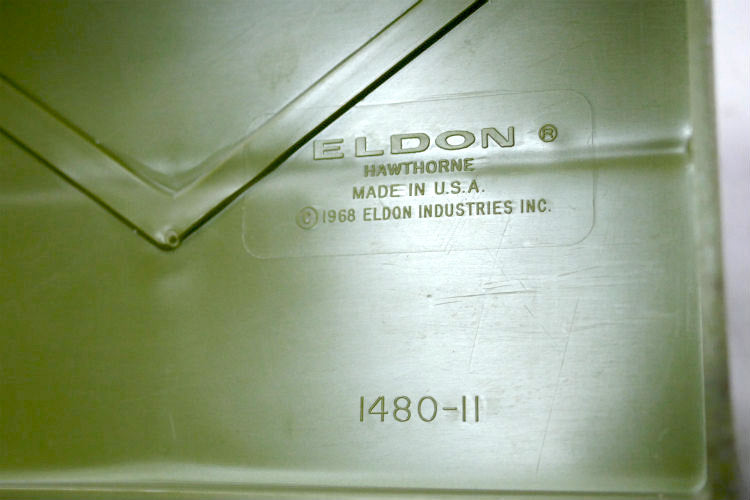 ELDON ®
HAWTHORNE
MADE IN U.S.A.
© 1968 ELDON INDUSTRIES INC.
1480-11